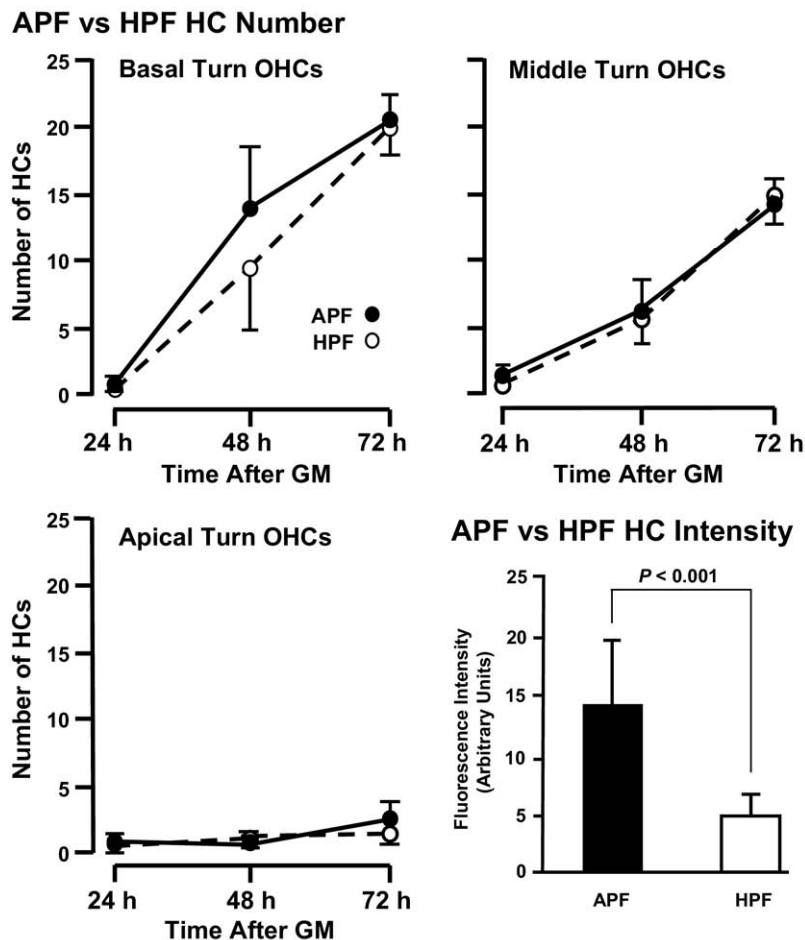 APF vs HPF HC Number
Basal Turn OHCs
Number of HCs
25
20
15
10
5
0
APF
HPF
24 h 48 h 72 h
Time After GM
Middle Turn OHCs
24 h 48 h 72 h
Time After GM
Apical Turn OHCs
Number of HCs
25
20
15
10
5
0
24 h 48 h 72 h
Time After GM
APF vs HPF HC Intensity
P < 0.001
Fluorescence Intensity
(Arbitrary Units)
25
20
15
10
5
0
APF HPF